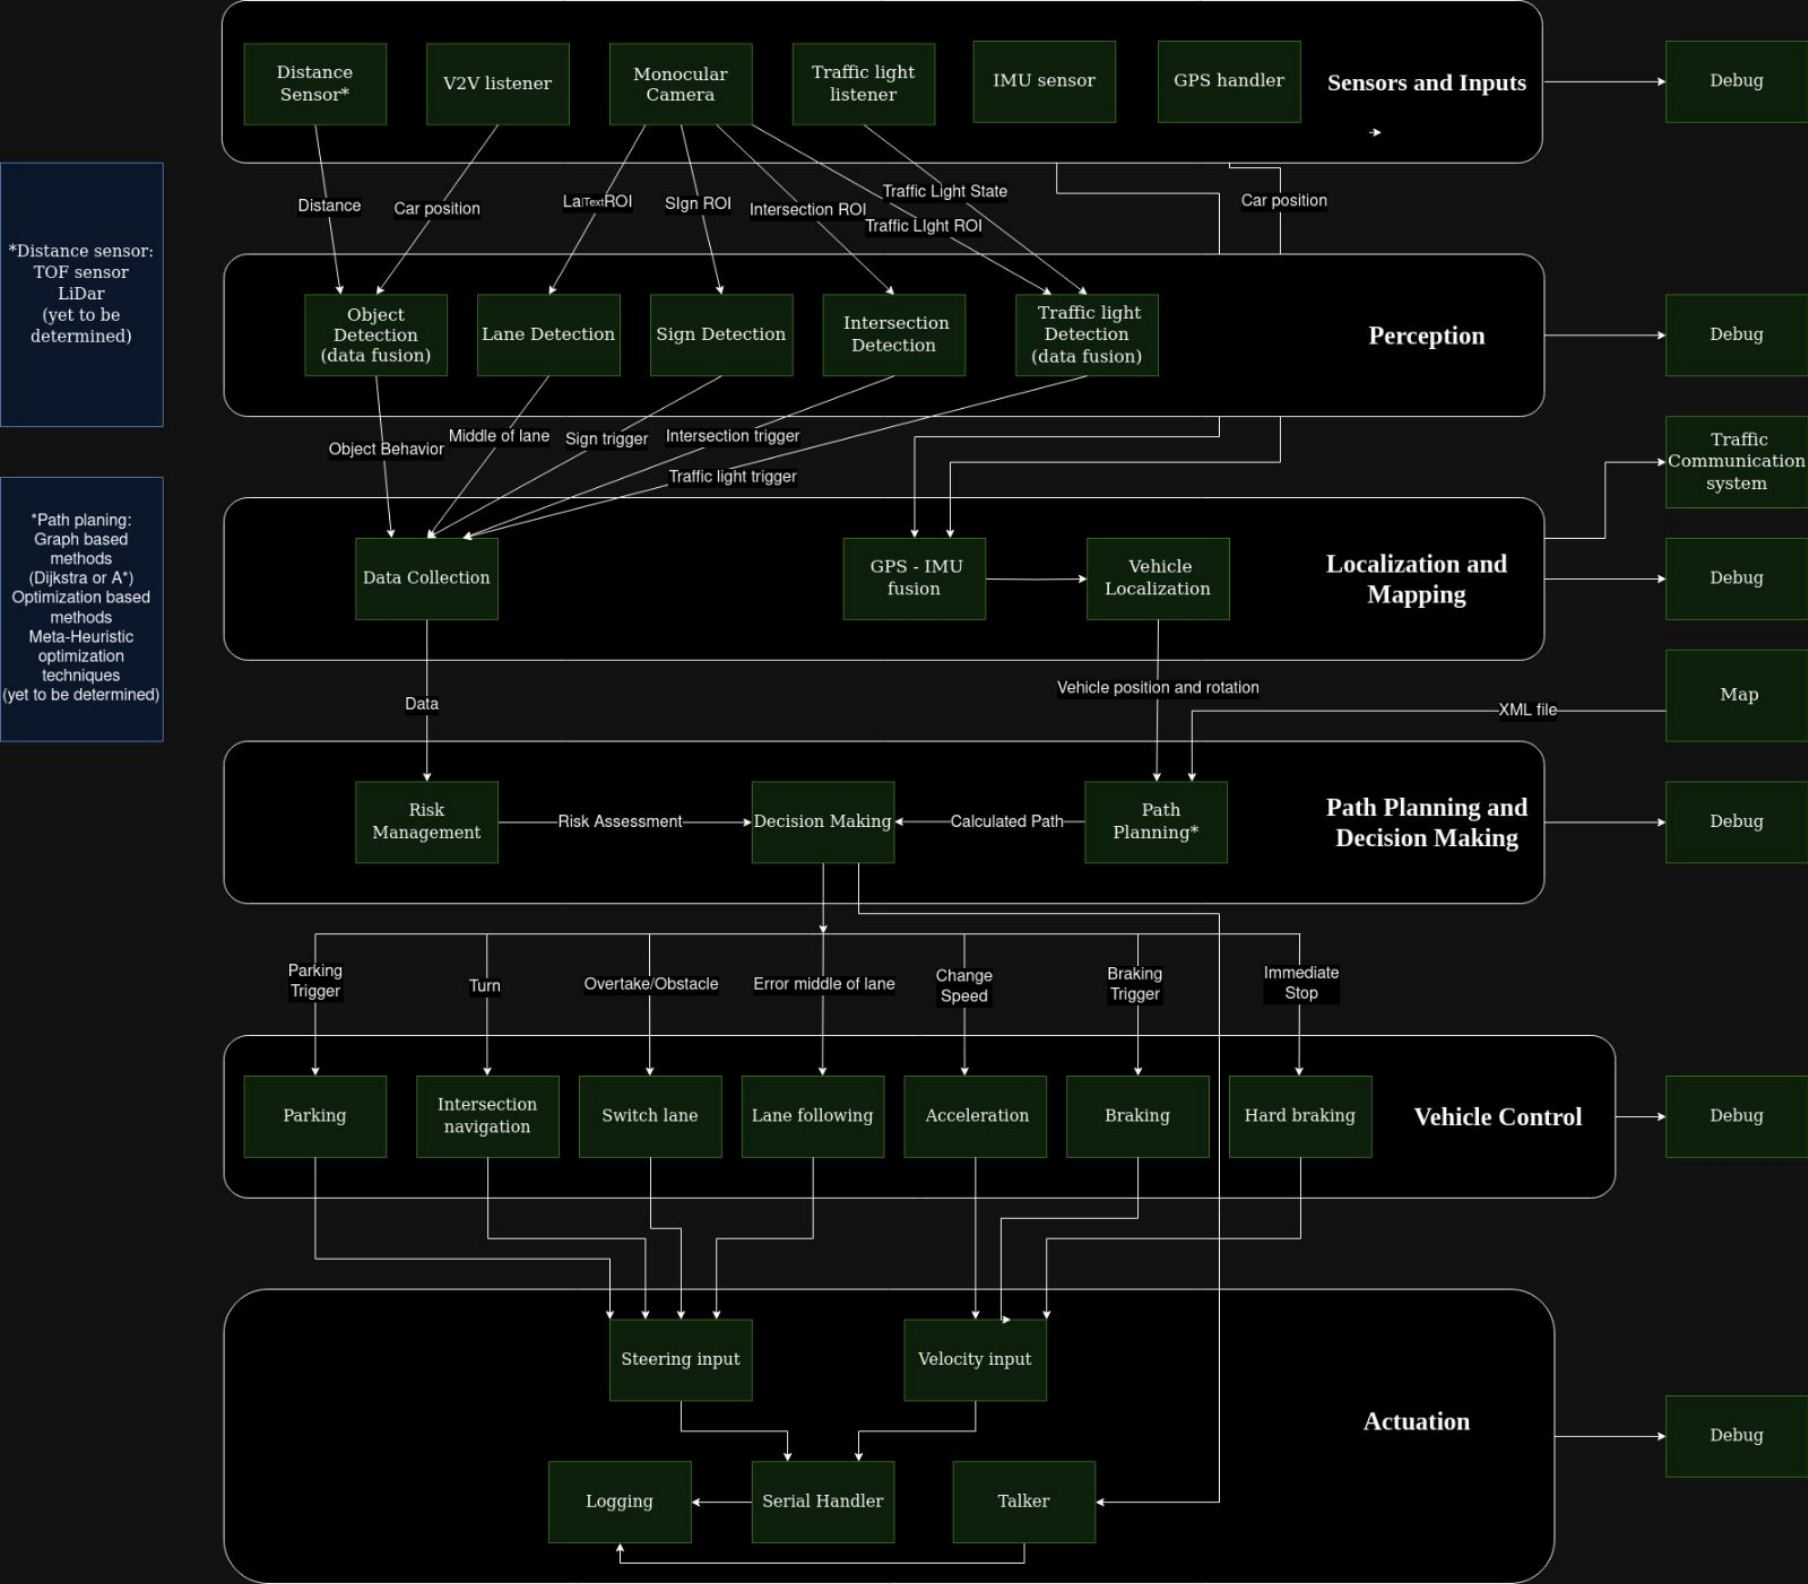 Distance
Sensor*
V2V listener
Monocular
Camera
Traffic light
listener
IMU sensor
GPS handler
Sensors and Inputs
Debug
Distance
Car position
La
Text
ROI
SIgn ROI
Intersection ROI
Traffic Light State
Traffic LIght ROI
Car position
*Distance sensor:
TOF sensor
LiDar
(yet to be
determined)
Object
Detection
(data fusion)
Lane Detection
Sign Detection
Intersection
Detection
Traffic light
Detection
(data fusion)
Perception
Debug
Object Behavior
Middle of lane
Sign trigger
Intersection trigger
Traffic light trigger
Traffic
Communication
system
*Path planing:
Graph based
methods
(Dijkstra or A*)
Optimization based
methods
Meta-Heuristic
optimization
techniques
(yet to be determined)
Data Collection
GPS - IMU
fusion
Vehicle
Localization
Localization and
Mapping
Debug
Data
Vehicle position and rotation
XML file
Map
Risk
Management
Risk Assessment
Decision Making
Calculated Path
Path
Planning*
Path Planning and
Decision Making
Debug
Parking
Trigger
Turn
Overtake/Obstacle
Error middle of lane
Change
Speed
Braking
Trigger
Immediate
Stop
Parking
Intersection
navigation
Switch lane
Lane following
Acceleration
Braking
Hard braking
Vehicle Control
Debug
Steering input
Velocity input
Actuation
Debug
Logging
Serial Handler
Talker